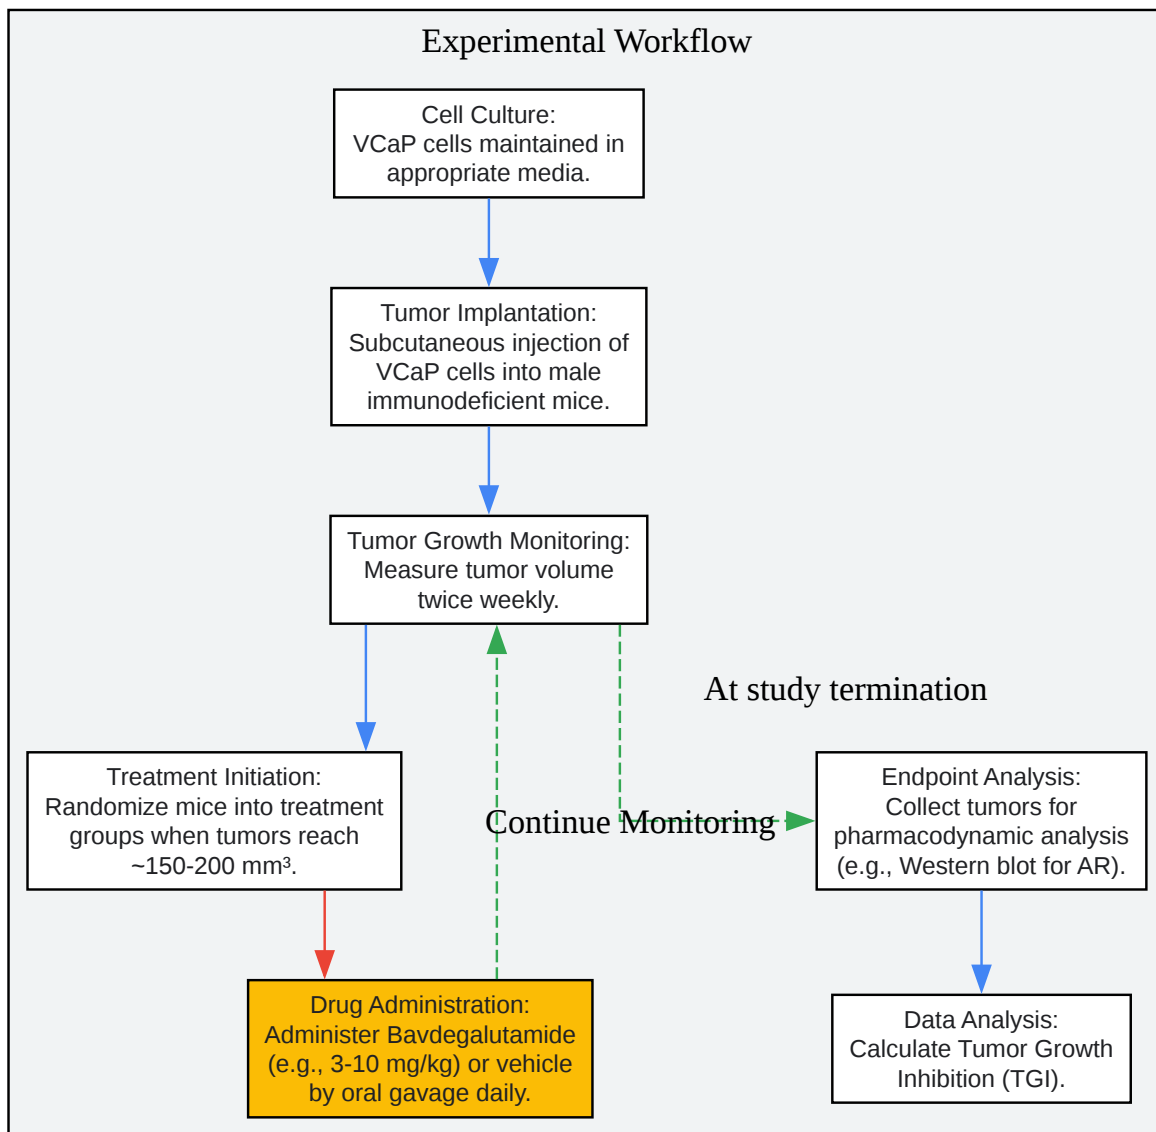 Experimental Workflow
Cell Culture:
VCaP cells maintained in
appropriate media.
Tumor Implantation:
Subcutaneous injection of
VCaP cells into male
immunodeficient mice.
Tumor Growth Monitoring:
Measure tumor volume
twice weekly.
At study termination
Treatment Initiation:
Randomize mice into treatment
groups when tumors reach
~150-200 mm³.
Continue Monitoring
Endpoint Analysis:
Collect tumors for
pharmacodynamic analysis
(e.g., Western blot for AR).
Drug Administration:
Administer Bavdegalutamide
(e.g., 3-10 mg/kg) or vehicle
by oral gavage daily.
Data Analysis:
Calculate Tumor Growth
Inhibition (TGI).